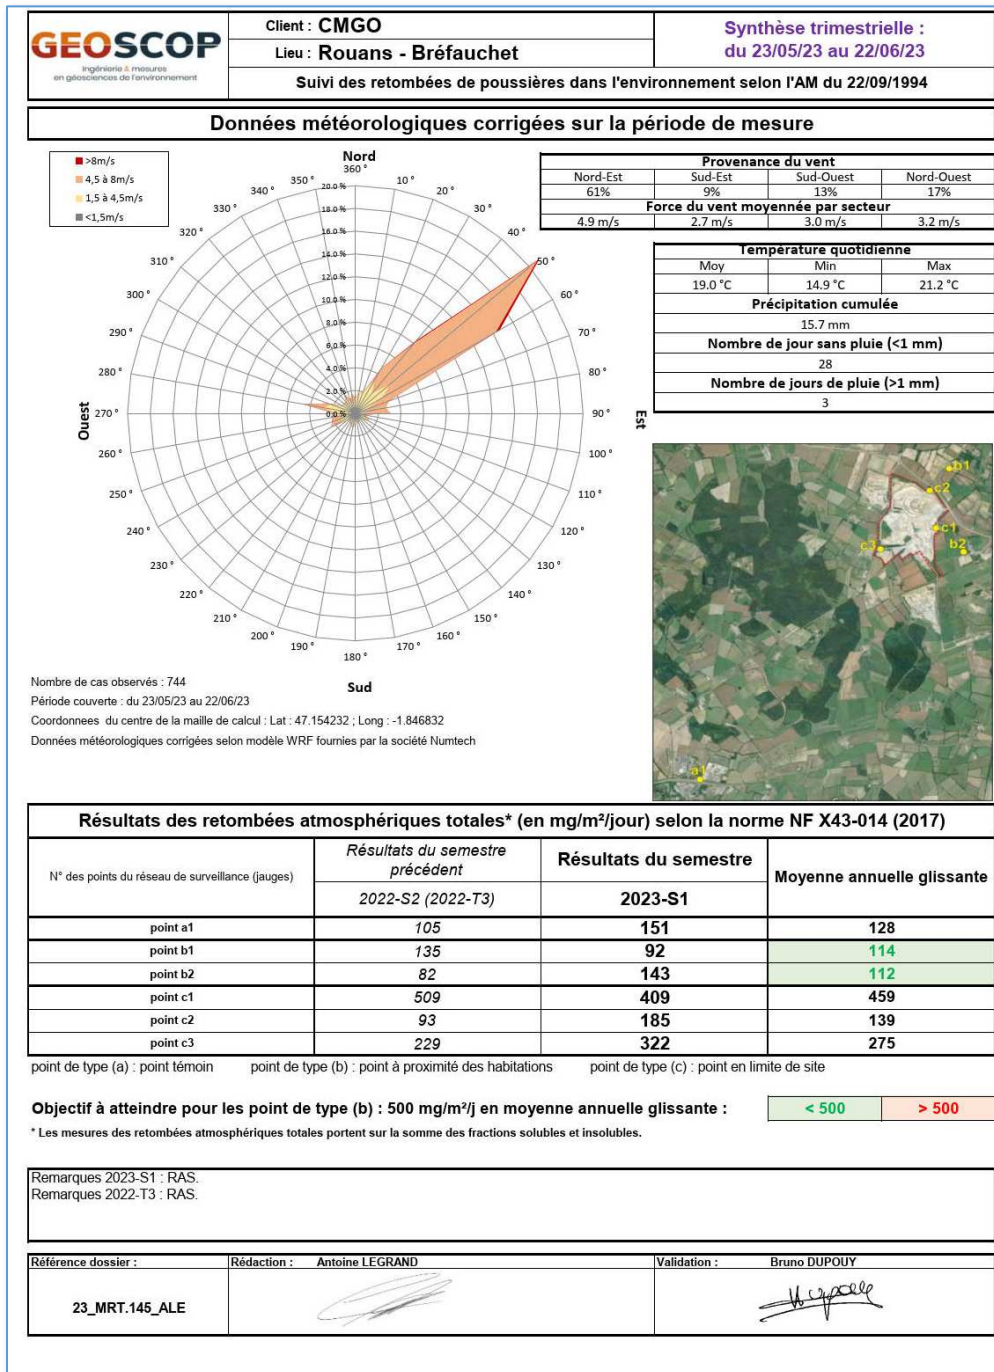 GEOSCOP
Ingénierie & mesures
en géosciences de l'environnement
Client : CMGO
Lieu : Rouans - Bréfauchet
Synthèse trimestrielle :
du 23/05/23 au 22/06/23
Suivi des retombées de poussières dans l'environnement selon l'AM du 22/09/1994
Données météorologiques corrigées sur la période de mesure
>8m/s
4,5 à 8m/s
1,5 à 4,5m/s
<1,5m/s
Nord
360 °
10 °
20 °
30 °
40 °
50 °
60 °
70 °
80 °
90 °
Est
100 °
110 °
120 °
130 °
140 °
150 °
160 °
170 °
180 °
Sud
190 °
200 °
210 °
220 °
230 °
240 °
250 °
260 °
270 °
Ouest
280 °
290 °
300 °
310 °
320 °
330 °
340 °
350 °
20.0 %
18.0 %
16.0 %
14.0 %
12.0 %
10.0 %
8.0 %
6.0 %
4.0 %
2.0 %
0.0 %
Provenance du vent
Nord-Est Sud-Est Sud-Ouest Nord-Ouest
61% 9% 13% 17%
Force du vent moyennée par secteur
4.9 m/s 2.7 m/s 3.0 m/s 3.2 m/s
Température quotidienne
Moy Min Max
19.0 °C 14.9 °C 21.2 °C
Précipitation cumulée
15.7 mm
Nombre de jour sans pluie (<1 mm)
28
Nombre de jours de pluie (>1 mm)
3
b1
c2
c1
c3
b2
a1
Nombre de cas observés : 744
Période couverte : du 23/05/23 au 22/06/23
Coordonnees du centre de la maille de calcul : Lat : 47.154232 ; Long : -1.846832
Données météorologiques corrigées selon modèle WRF fournies par la société Numtech
Résultats des retombées atmosphériques totales* (en mg/m²/jour) selon la norme NF X43-014 (2017)
N° des points du réseau de surveillance (jauges)
Résultats du semestre
précédent
2022-S2 (2022-T3)
Résultats du semestre
2023-S1
Moyenne annuelle glissante
point a1 105 151 128
point b1 135 92 114
point b2 82 143 112
point c1 509 409 459
point c2 93 185 139
point c3 229 322 275
point de type (a) : point témoin point de type (b) : point à proximité des habitations point de type (c) : point en limite de site
Objectif à atteindre pour les point de type (b) : 500 mg/m²/j en moyenne annuelle glissante : < 500 > 500
* Les mesures des retombées atmosphériques totales portent sur la somme des fractions solubles et insolubles.
Remarques 2023-S1 : RAS.
Remarques 2022-T3 : RAS.
Référence dossier : Rédaction : Antoine LEGRAND Validation : Bruno DUPOUY
23_MRT.145_ALE